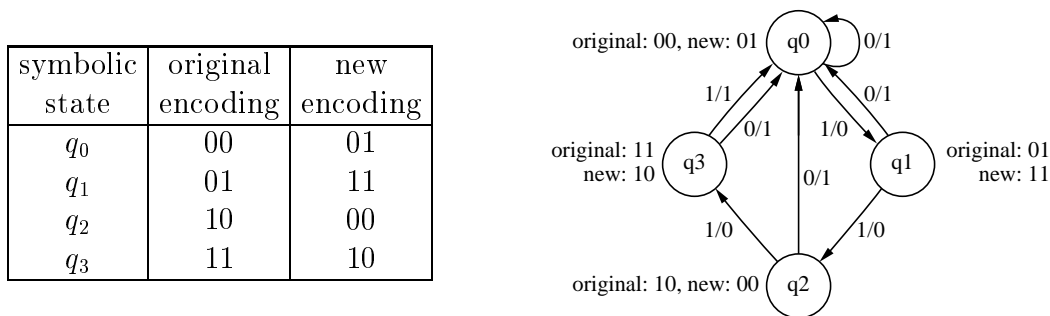 symbolic original new
state encoding encoding
q0 00 01
q1 01 11
q2 10 00
q3 11 10
original: 00, new: 01
q0
0/1
1/1
0/1
1/0
0/1
original: 11
new: 10
q3
q1
original: 01
new: 11
0/1
1/0
1/0
original: 10, new: 00
q2